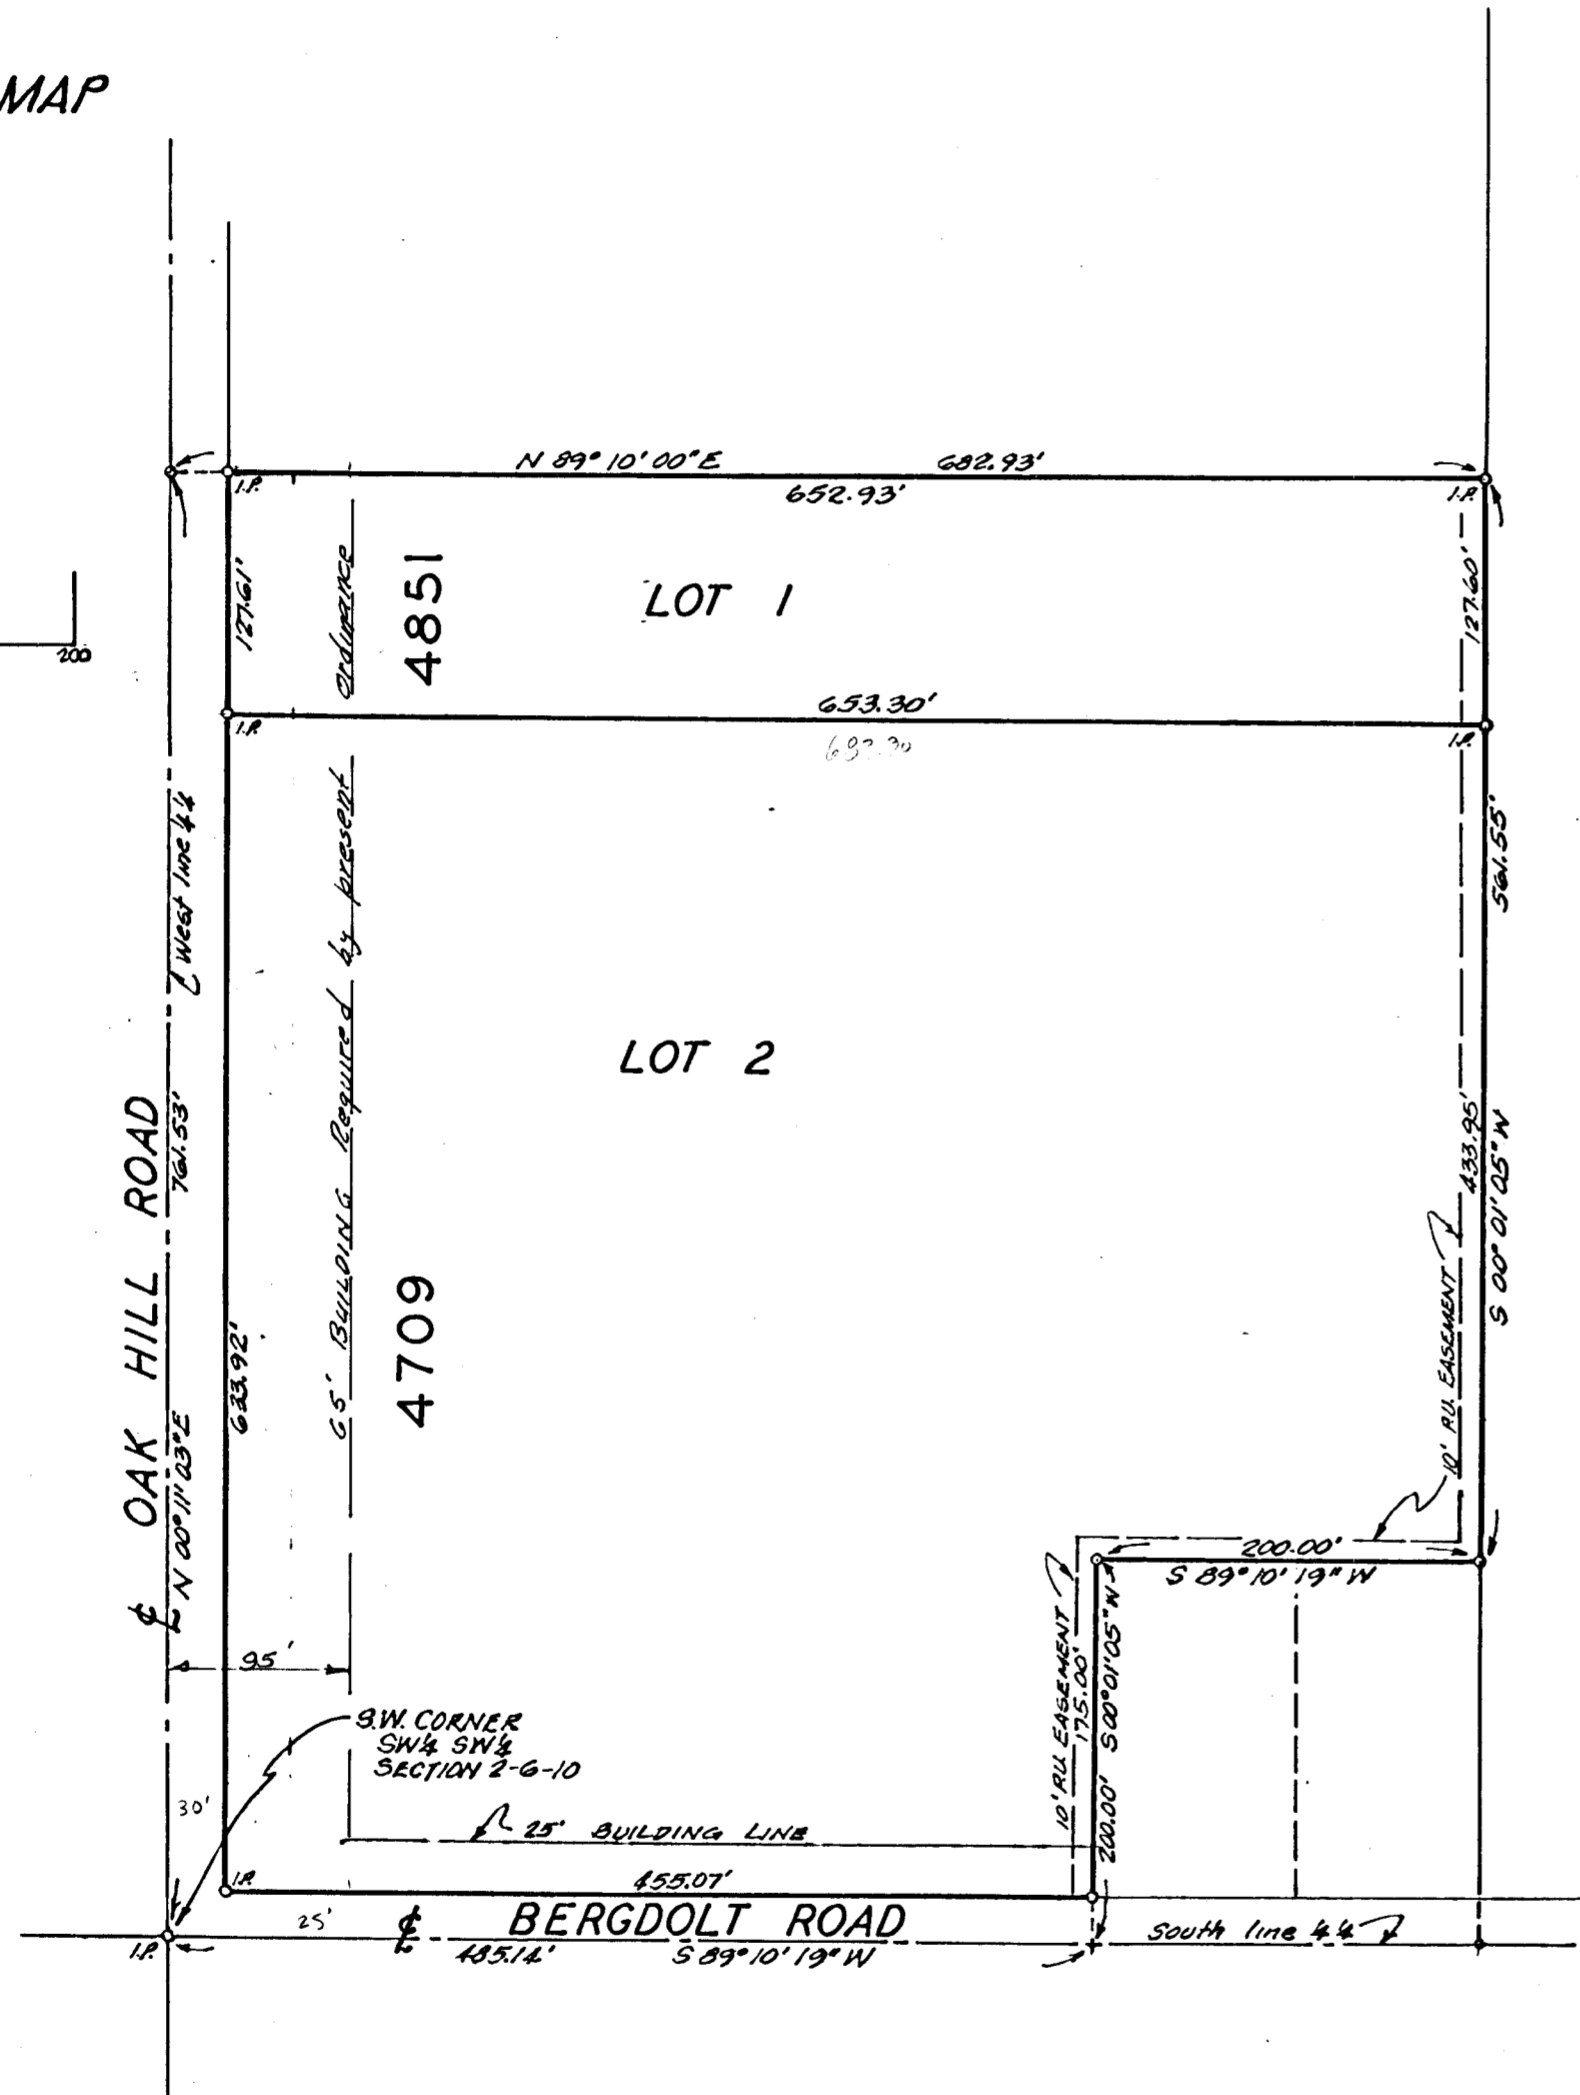 MAP
N 89° 10' 00" E 682.93'
652.93'
I.P.
I.P.
127.61'
Ordinance
4851
LOT 1
127.60'
200
653.30'
I.P.
I.P.
West line ¼ ¼
65' BUILDING Required by present
561.55'
LOT 2
OAK HILL ROAD
761.53'
433.95'
S 00° 01' 05" W
4709
633.92'
10' P.U. EASEMENT
℄ N 00° 11' 03" E
200.00'
S 89° 10' 19" W
95'
10' P.U. EASEMENT
175.00'
200.00' S 00° 01' 05" W
S.W. CORNER
SW¼ SW¼
SECTION 2-6-10
30'
25' BUILDING LINE
I.P.
455.07'
25'
℄ BERGDOLT ROAD
South line ¼ ¼
I.P.
485.14' S 89° 10' 19" W